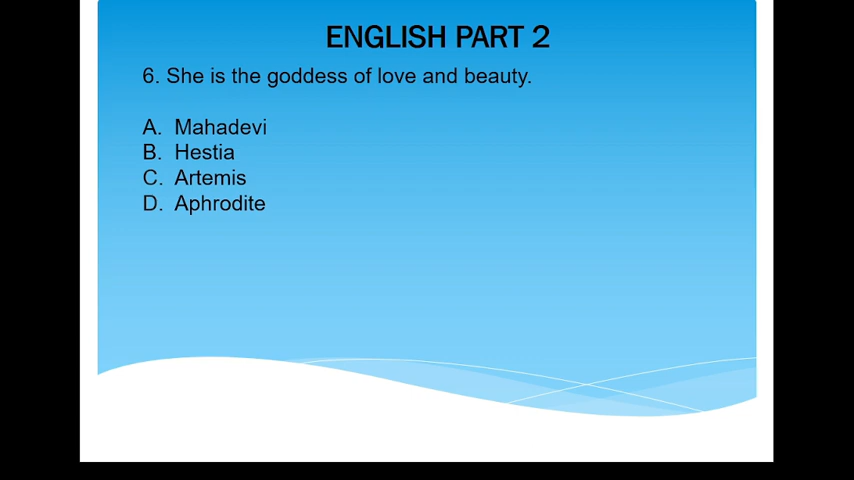 ENGLISH PART 2
6. She is the goddess of love and beauty.
A. Mahadevi
B. Hestia
C. Artemis
D. Aphrodite